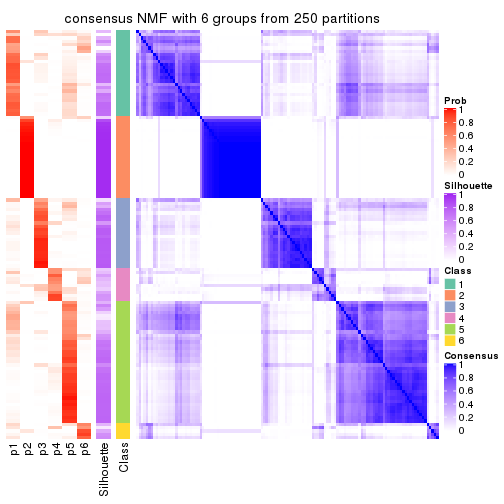 consensus NMF with 6 groups from 250 partitions
Prob
1
0.8
0.6
0.4
0.2
0
Silhouette
1
0.8
0.6
0.4
0.2
0
Class
1
2
3
4
5
6
Consensus
1
0.8
0.6
0.4
0.2
0
p1
p2
p3
p4
p5
p6
Silhouette
Class